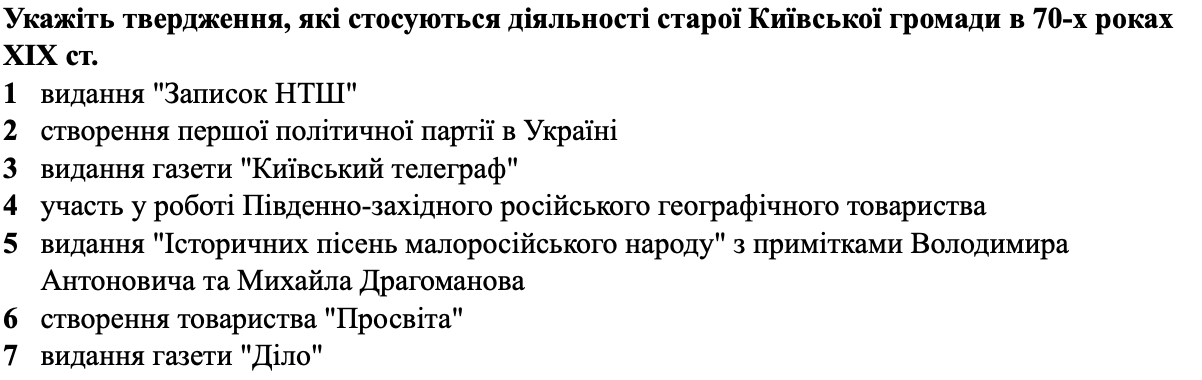 Укажіть твердження, які стосуються діяльності старої Київської громади в 70-х роках
XIX ст.
1 видання "Записок НТШ"
2 створення першої політичної партії в Україні
3 видання газети "Київський телеграф"
4 участь у роботі Південно-західного російського географічного товариства
5 видання "Історичних пісень малоросійського народу" з примітками Володимира
Антоновича та Михайла Драгоманова
6 створення товариства "Просвіта"
7 видання газети "Діло"